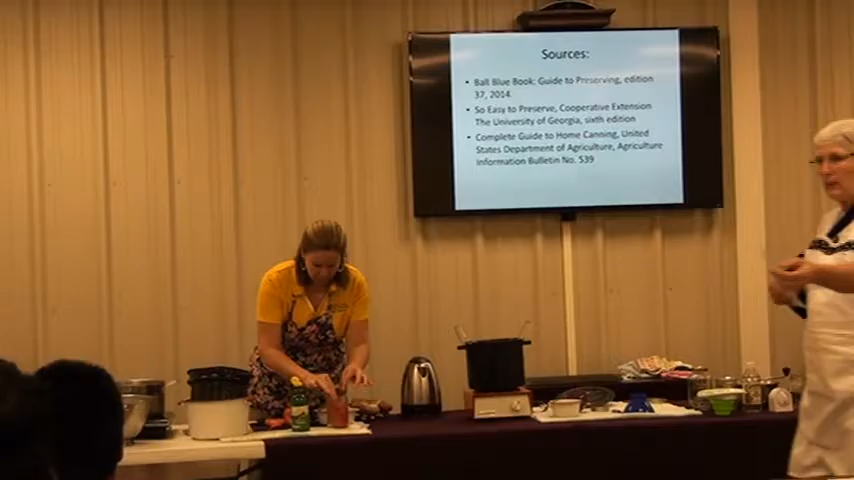 Sources:
• Ball Blue Book: Guide to Preserving, edition
37, 2014.
• So Easy to Preserve, Cooperative Extension
The University of Georgia, sixth edition
• Complete Guide to Home Canning, United
States Department of Agriculture, Agriculture
Information Bulletin No. 539